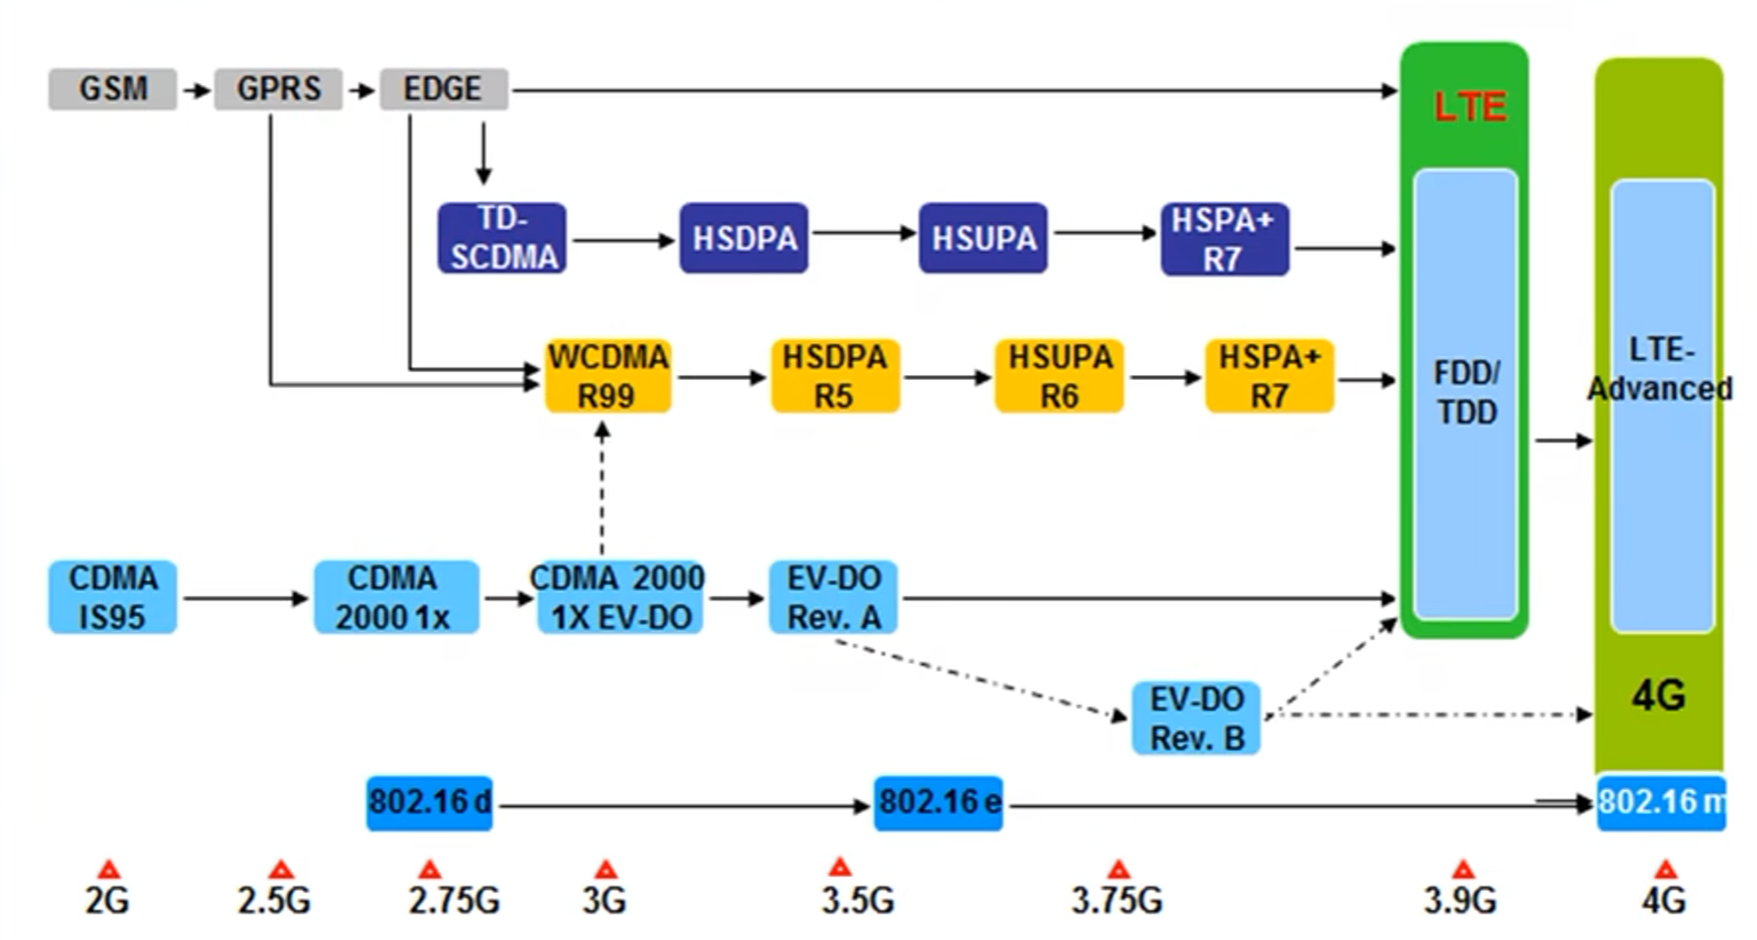 GSM
GPRS
EDGE
LTE
TD-
SCDMA
HSDPA
HSUPA
HSPA+
R7
WCDMA
R99
HSDPA
R5
HSUPA
R6
HSPA+
R7
FDD/
TDD
LTE-
Advanced
CDMA
IS95
CDMA
2000 1x
CDMA 2000
1X EV-DO
EV-DO
Rev. A
EV-DO
Rev. B
4G
802.16 d
802.16 e
802.16 m
2G
2.5G
2.75G
3G
3.5G
3.75G
3.9G
4G